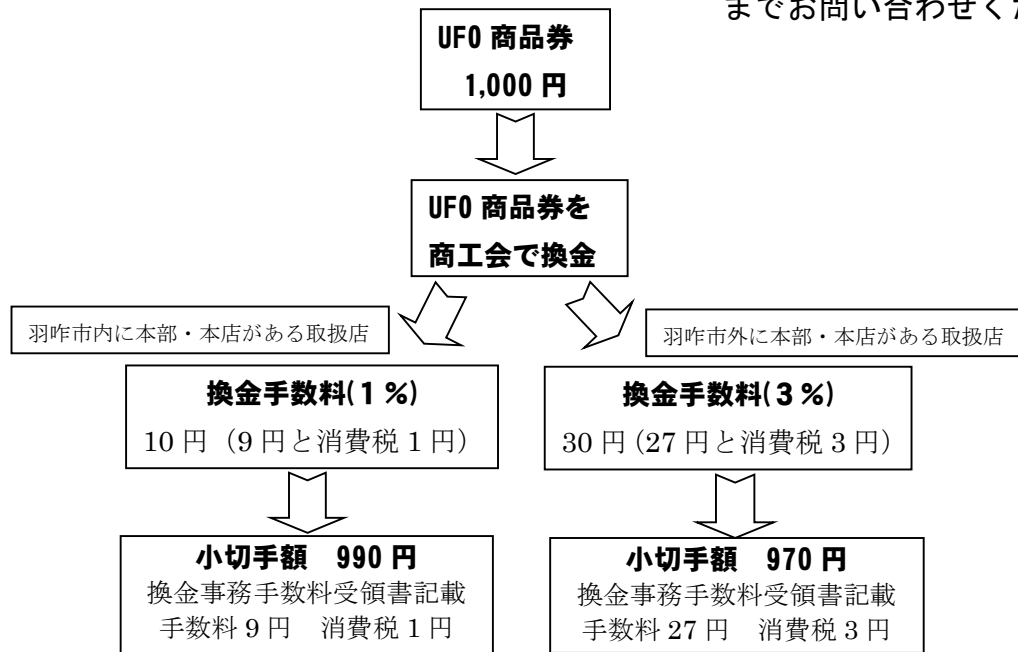 までお問い合わせくだ
UFO 商品券
1,000 円
UFO 商品券を
商工会で換金
羽咋市内に本部・本店がある取扱店
羽咋市外に本部・本店がある取扱店
換金手数料(1%)
10 円（9 円と消費税 1 円）
換金手数料(3%)
30 円（27 円と消費税 3 円）
小切手額　990 円
換金事務手数料受領書記載
手数料 9 円　消費税 1 円
小切手額　970 円
換金事務手数料受領書記載
手数料 27 円　消費税 3 円